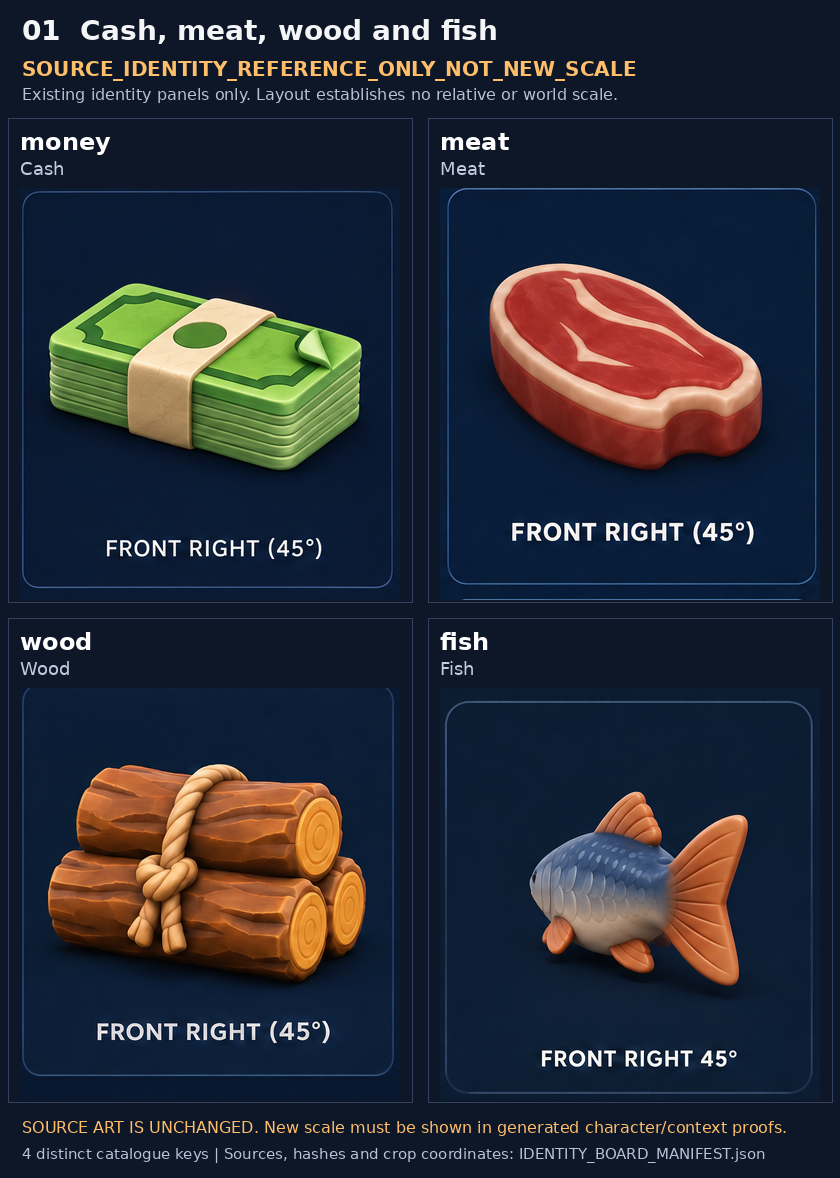 01 Cash, meat, wood and fish
SOURCE_IDENTITY_REFERENCE_ONLY_NOT_NEW_SCALE
Existing identity panels only. Layout establishes no relative or world scale.
money
Cash
FRONT RIGHT (45°)
meat
Meat
FRONT RIGHT (45°)
wood
Wood
FRONT RIGHT (45°)
fish
Fish
FRONT RIGHT 45°
SOURCE ART IS UNCHANGED. New scale must be shown in generated character/context proofs.
4 distinct catalogue keys | Sources, hashes and crop coordinates: IDENTITY_BOARD_MANIFEST.json